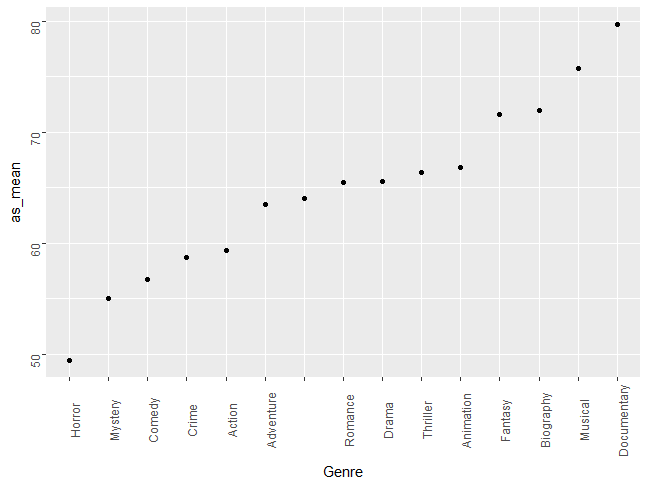 80
70
60
50
as_mean
Horror
Mystery
Comedy
Crime
Action
Adventure
Romance
Drama
Thriller
Animation
Fantasy
Biography
Musical
Documentary
Genre